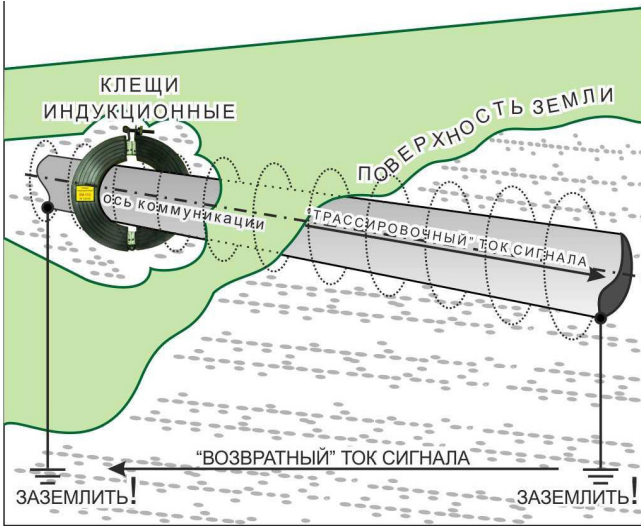 КЛЕЩИ
ИНДУКЦИОННЫЕ
ПОВЕРХНОСТЬ ЗЕМЛИ
ось коммуникации
"ТРАССИРОВОЧНЫЙ" ТОК СИГНАЛА
"ВОЗВРАТНЫЙ" ТОК СИГНАЛА
ЗАЗЕМЛИТЬ!
ЗАЗЕМЛИТЬ!